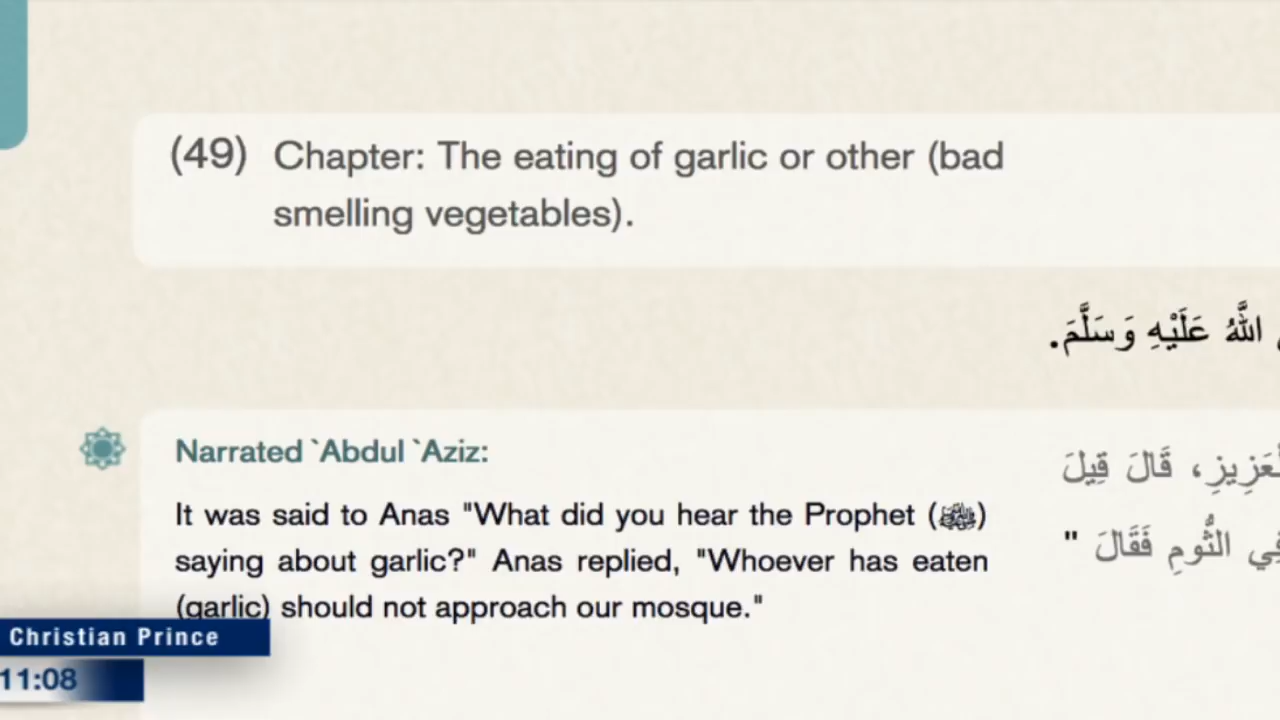 (49) Chapter: The eating of garlic or other (bad
smelling vegetables).
اللَّهُ عَلَيْهِ وَسَلَّمَ.
Narrated `Abdul `Aziz:
It was said to Anas "What did you hear the Prophet (ﷺ)
saying about garlic?" Anas replied, "Whoever has eaten
(garlic) should not approach our mosque."
قَالَ قِيلَ
الثُّومِ فَقَالَ "
Christian Prince
11:08